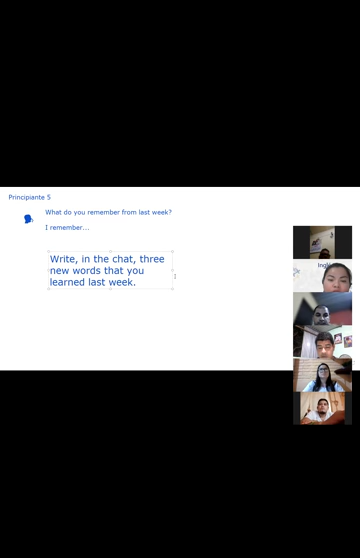 Principiante 5
What do you remember from last week?
I remember...
Write, in the chat, three
new words that you
learned last week.